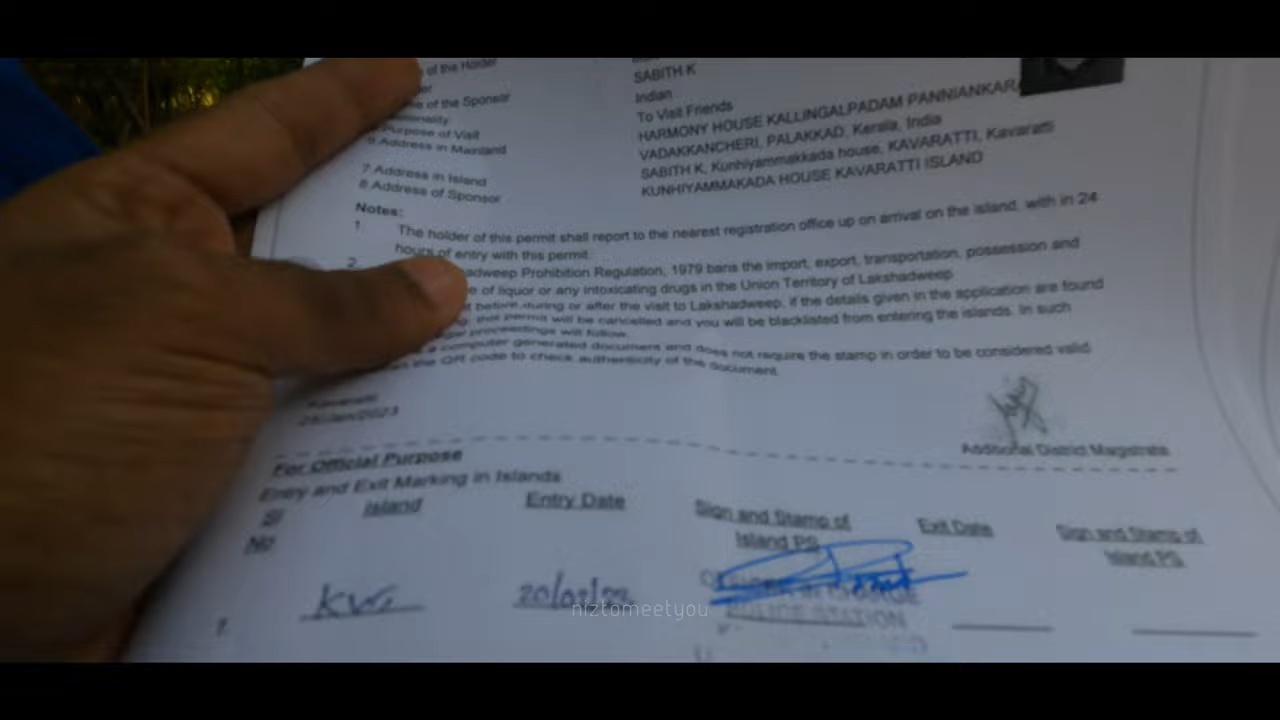 of the Holder
SABITH K
of the Sponsor
Indian
To Visit Friends
Purpose of Visit
HARMONY HOUSE KALLINGALPADAM PANNIANKARA
6 Address in Mainland
VADAKKANCHERI, PALAKKAD, Kerala, India
7 Address in Island
SABITH K, Kunhiyammakkada house, KAVARATTI, Kavaratti
8 Address of Sponsor
KUNHIYAMMAKADA HOUSE KAVARATTI ISLAND
Notes:
1 The holder of this permit shall report to the nearest registration office up on arrival on the island, with in 24
hours of entry with this permit.
2 Prohibition Regulation, 1979 bans the import, export, transportation, possession and
of liquor or any intoxicating drugs in the Union Territory of Lakshadweep
before, during or after the visit to Lakshadweep, if the details given in the application are found
this permit will be cancelled and you will be blacklisted from entering the islands. In such
proceedings will follow.
a computer generated document and does not require the stamp in order to be considered valid
the QR code to check authenticity of the document.
Additional District Magistrate
For Official Purpose
Entry and Exit Marking in Islands
Sl No
Island
Entry Date
Sign and Stamp of Island PS
Exit Date
Sign and Stamp of Island PS
1.
POLICE STATION
niztomeetyou